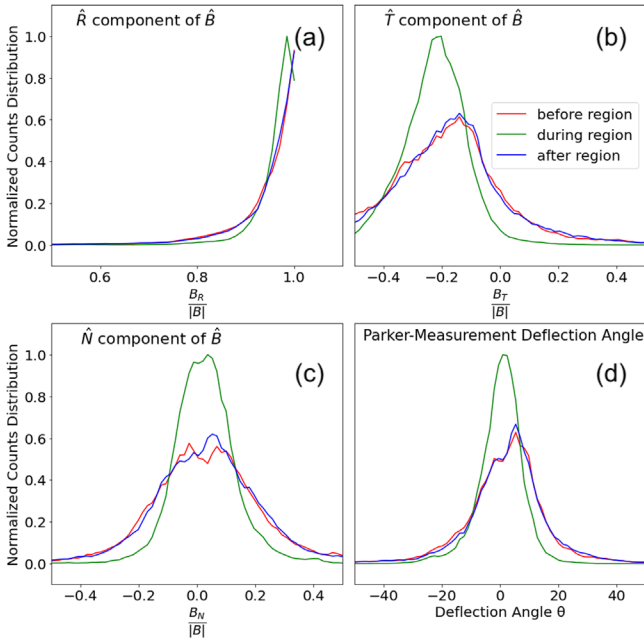 R̂ component of B̂
(a)
Normalized Counts Distribution
1.0
0.8
0.6
0.4
0.2
0.0
0.6 0.8 1.0
B_R
|B|
T̂ component of B̂
(b)
before region
during region
after region
−0.4 −0.2 0.0 0.2 0.4
B_T
|B|
N̂ component of B̂
(c)
Normalized Counts Distribution
1.0
0.8
0.6
0.4
0.2
0.0
−0.4 −0.2 0.0 0.2 0.4
B_N
|B|
Parker-Measurement Deflection Angle
(d)
−40 −20 0 20 40
Deflection Angle θ